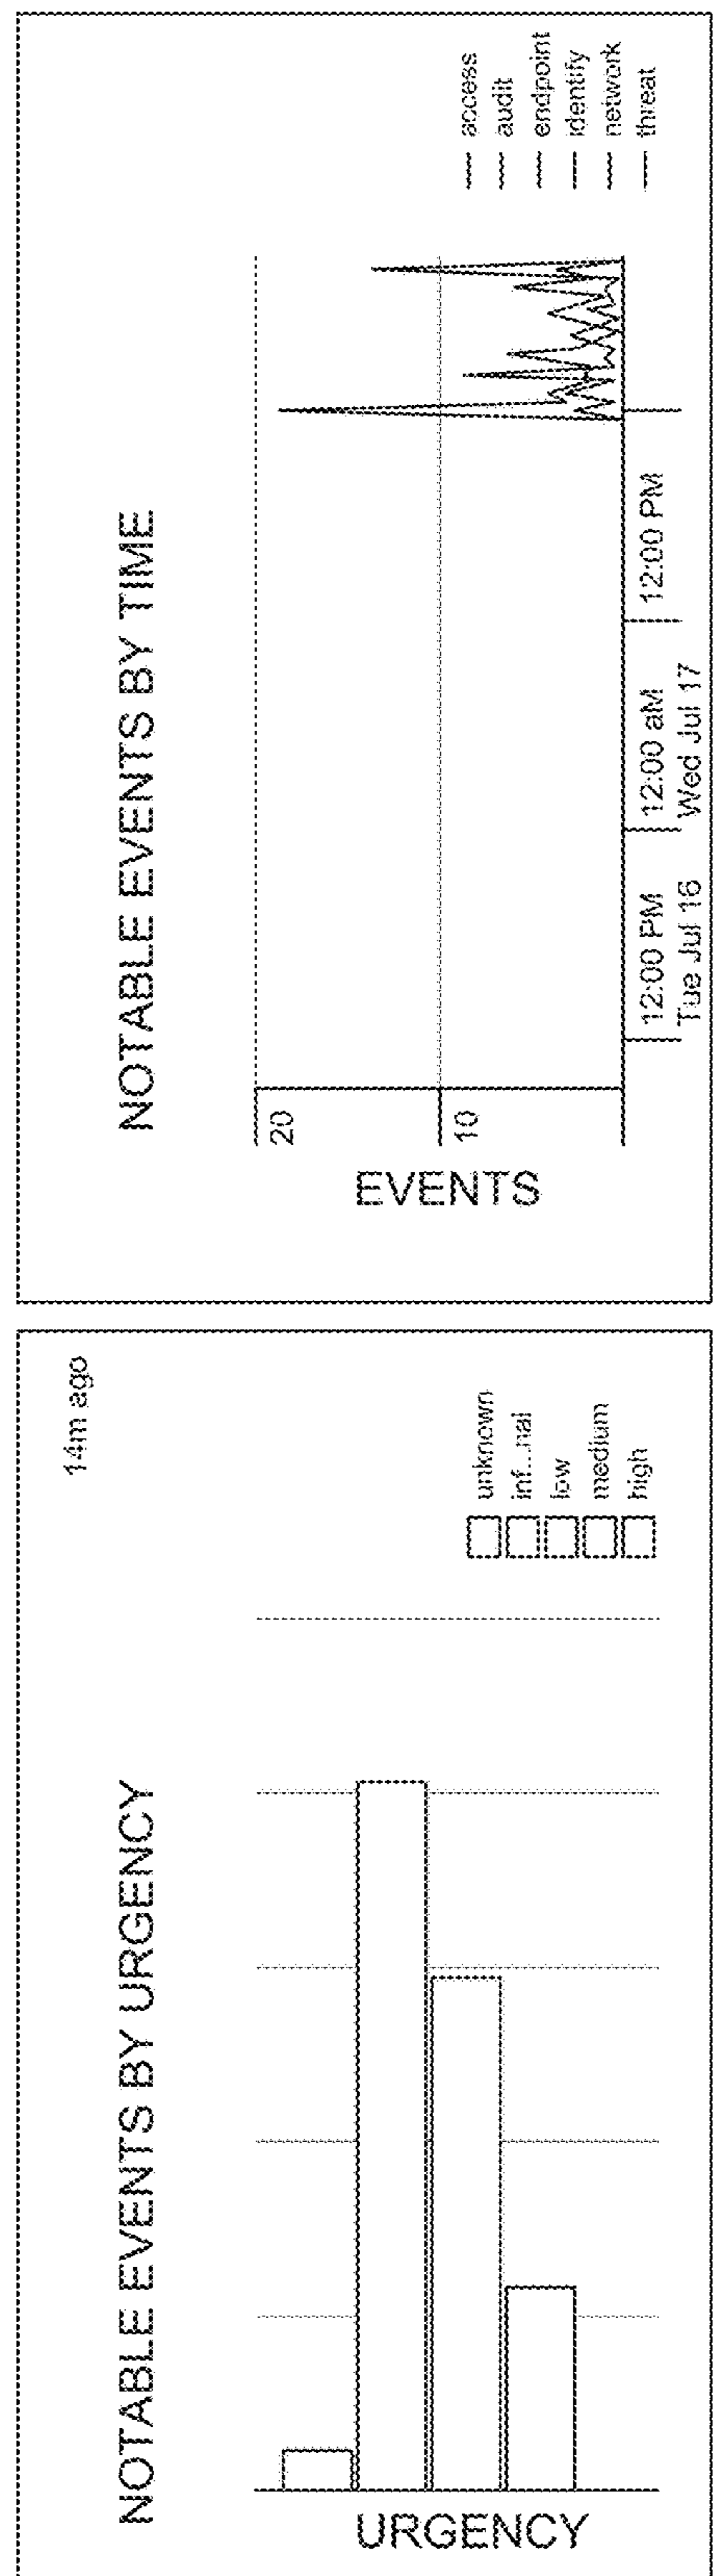 NOTABLE EVENTS BY URGENCY
14m ago
URGENCY
unknown
inf...nal
low
medium
high
NOTABLE EVENTS BY TIME
EVENTS
20
10
12:00 PM
Tue Jul 16
12:00 aM
Wed Jul 17
12:00 PM
access
audit
endpoint
identify
network
threat